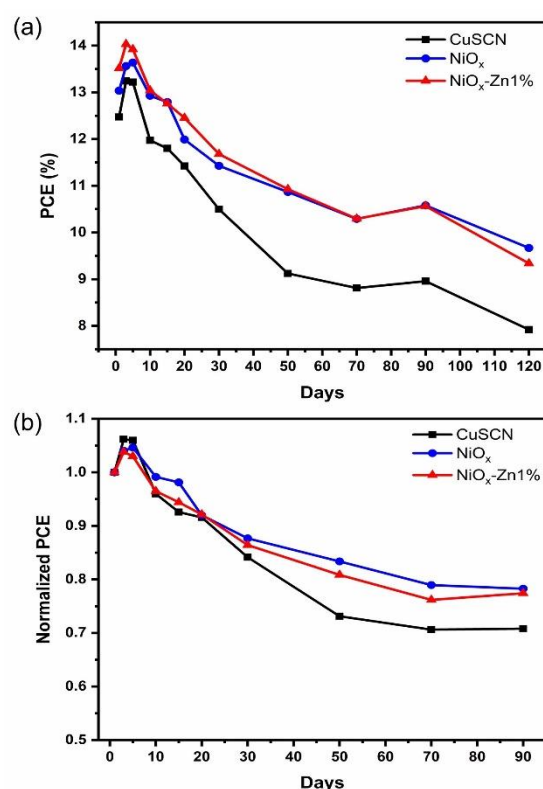 (a)
14
13
12
11
10
9
8
PCE (%)
CuSCN
NiOₓ
NiOₓ-Zn1%
0 10 20 30 40 50 60 70 80 90 100 110 120
Days
(b)
1.1
1.0
0.9
0.8
0.7
0.6
0.5
Normalized PCE
CuSCN
NiOₓ
NiOₓ-Zn1%
0 10 20 30 40 50 60 70 80 90
Days